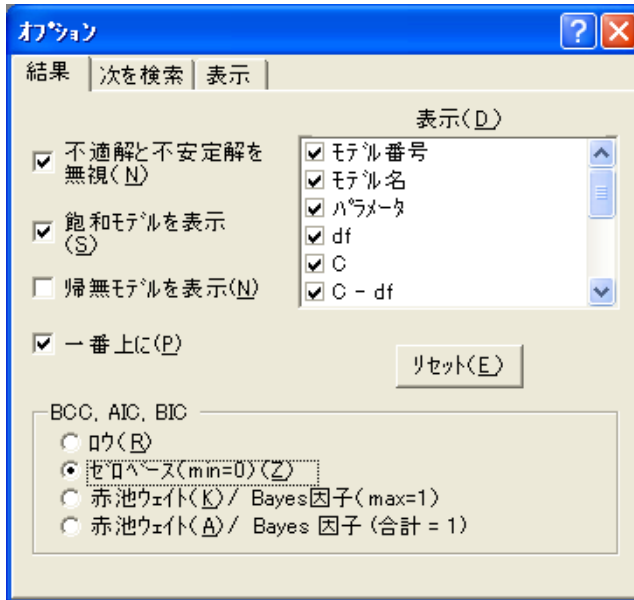 オプション
結果
次を検索
表示
表示(D)
不適解と不安定解を
無視(N)
飽和モデルを表示
(S)
帰無モデルを表示(N)
一番上に(P)
モデル番号
モデル名
パラメータ
df
C
C - df
リセット(E)
BCC, AIC, BIC
ロウ(R)
ゼロベース(min=0)(Z)
赤池ウェイト(K)/ Bayes因子(max=1)
赤池ウェイト(A)/ Bayes 因子 (合計 = 1)